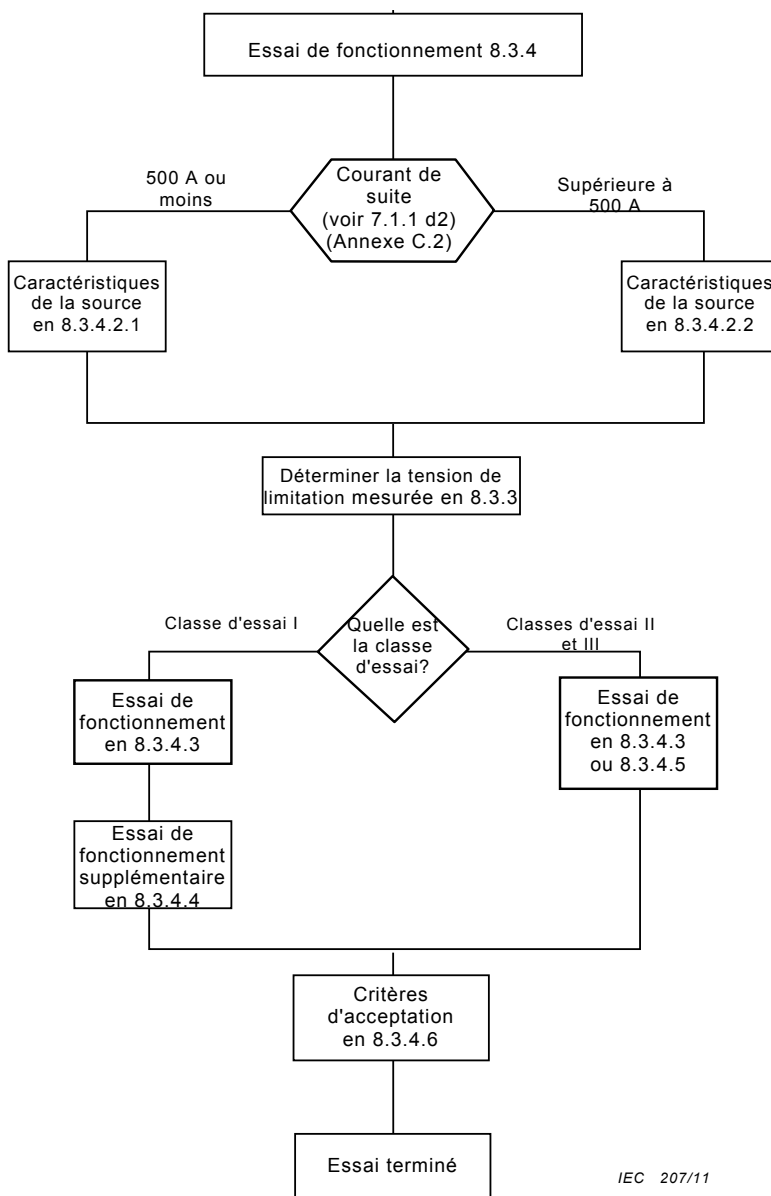 Essai de fonctionnement 8.3.4
500 A ou
moins
Courant de
suite
(voir 7.1.1 d2)
(Annexe C.2)
Supérieure à
500 A
Caractéristiques
de la source
en 8.3.4.2.1
Caractéristiques
de la source
en 8.3.4.2.2
Déterminer la tension de
limitation mesurée en 8.3.3
Classe d'essai I
Quelle est
la classe
d'essai?
Classes d'essai II
et III
Essai de
fonctionnement
en 8.3.4.3
Essai de
fonctionnement
en 8.3.4.3
ou 8.3.4.5
Essai de
fonctionnement
supplémentaire
en 8.3.4.4
Critères
d'acceptation
en 8.3.4.6
Essai terminé
IEC 207/11